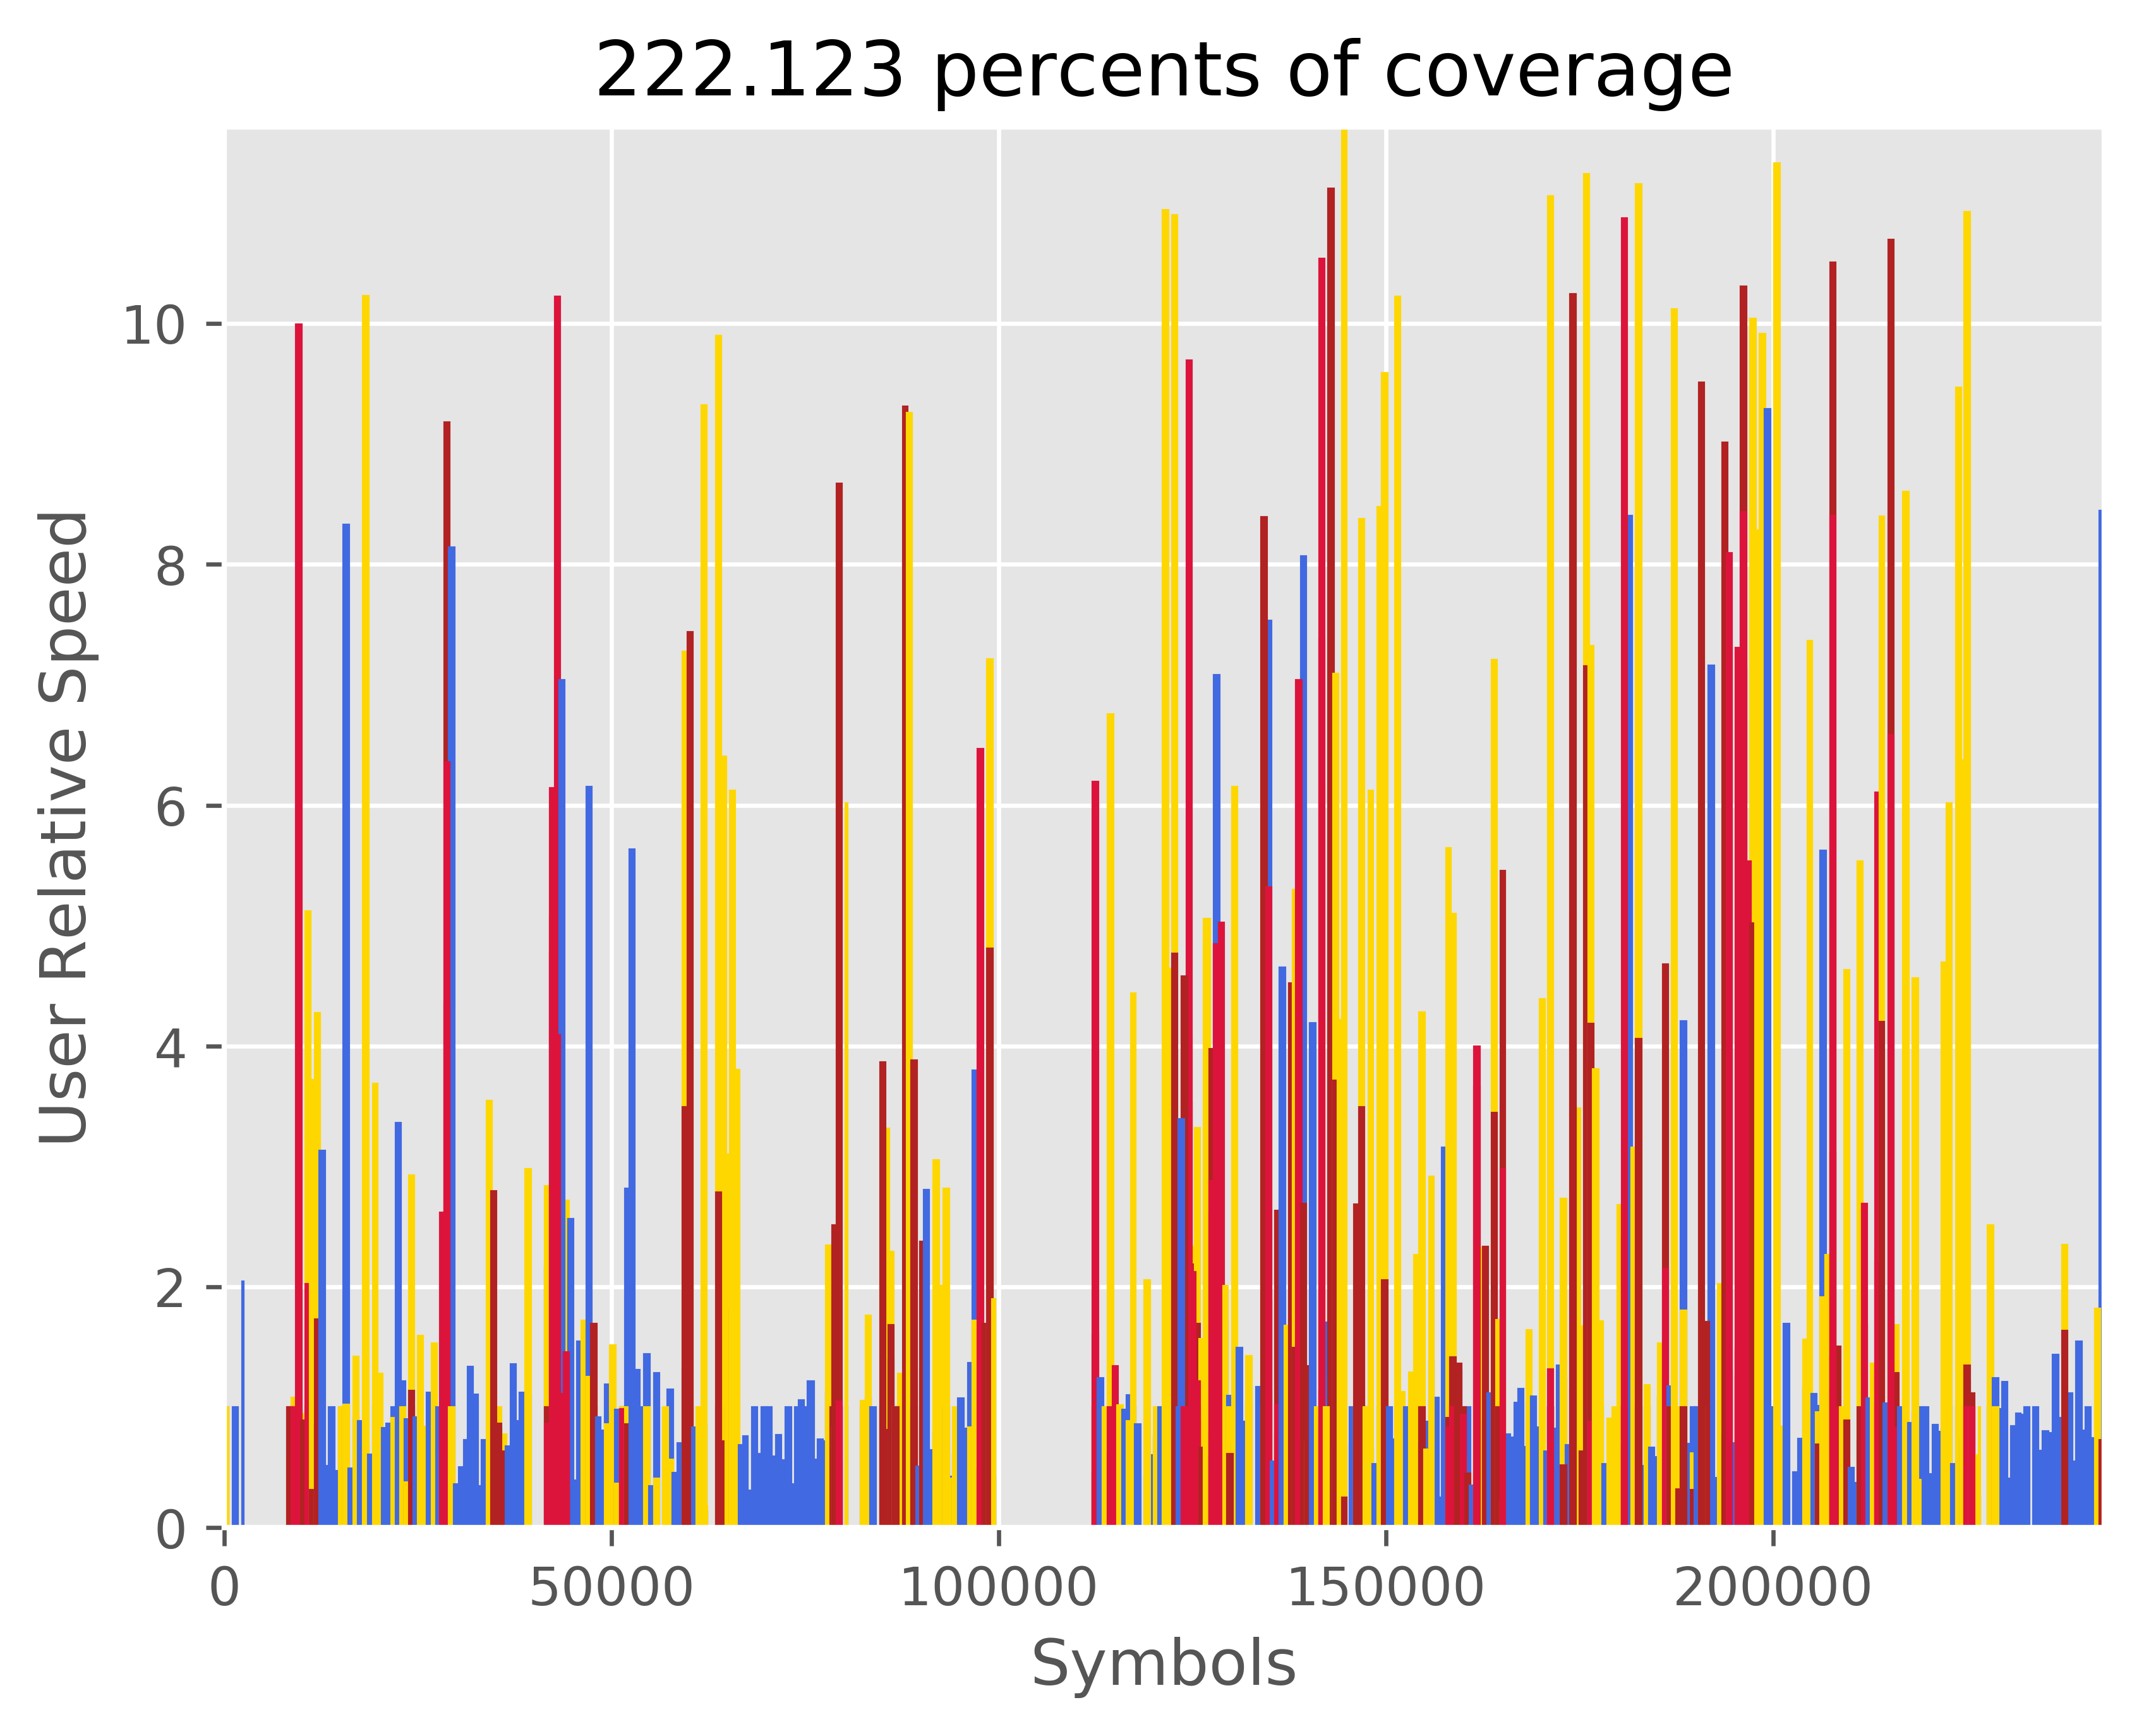 222.123 percents of coverage
User Relative Speed
10
8
6
4
2
0
0 50000 100000 150000 200000
Symbols